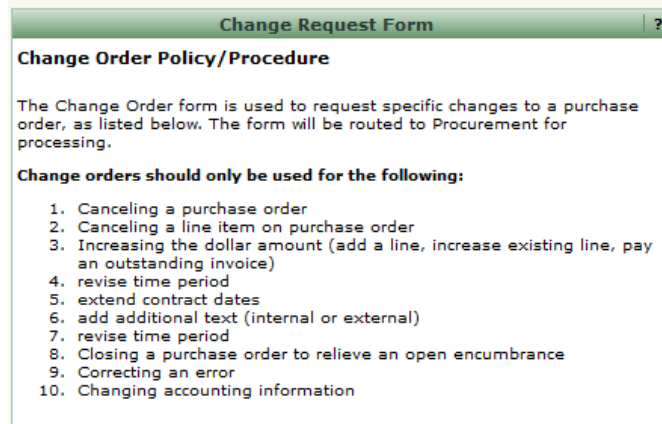 Change Request Form ?
Change Order Policy/Procedure
The Change Order form is used to request specific changes to a purchase
order, as listed below. The form will be routed to Procurement for
processing.
Change orders should only be used for the following:
1. Canceling a purchase order
2. Canceling a line item on purchase order
3. Increasing the dollar amount (add a line, increase existing line, pay
an outstanding invoice)
4. revise time period
5. extend contract dates
6. add additional text (internal or external)
7. revise time period
8. Closing a purchase order to relieve an open encumbrance
9. Correcting an error
10. Changing accounting information